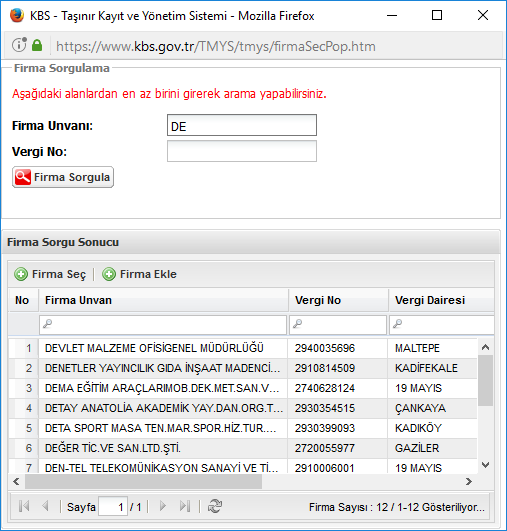 KBS - Taşınır Kayıt ve Yönetim Sistemi - Mozilla Firefox
https://www.kbs.gov.tr/TMYS/tmys/firmaSecPop.htm
Firma Sorgulama
Aşağıdaki alanlardan en az birini girerek arama yapabilirsiniz.
Firma Unvanı: DE
Vergi No:
Firma Sorgula
Firma Sorgu Sonucu
Firma Seç Firma Ekle
No Firma Unvan Vergi No Vergi Dairesi
1 DEVLET MALZEME OFİSİGENEL MÜDÜRLÜĞÜ 2940035696 MALTEPE
2 DENETLER YAYINCILIK GIDA İNŞAAT MADENCİ... 2910814509 KADİFEKALE
3 DEMA EĞİTİM ARAÇLARIMOB.DEK.MET.SAN.V... 2740628124 19 MAYIS
4 DETAY ANATOLİA AKADEMİK YAY.DAN.ORG.T... 2930354515 ÇANKAYA
5 DETA SPORT MASA TEN.MAR.SPOR.HİZ.TUR.... 2930399093 KADIKÖY
6 DEĞER TİC.VE SAN.LTD.ŞTİ. 2720055977 GAZİLER
7 DEN-TEL TELEKOMÜNİKASYON SANAYİ VE Tİ... 2910006001 19 MAYIS
Sayfa 1 / 1 Firma Sayısı : 12 / 1-12 Gösteriliyor...